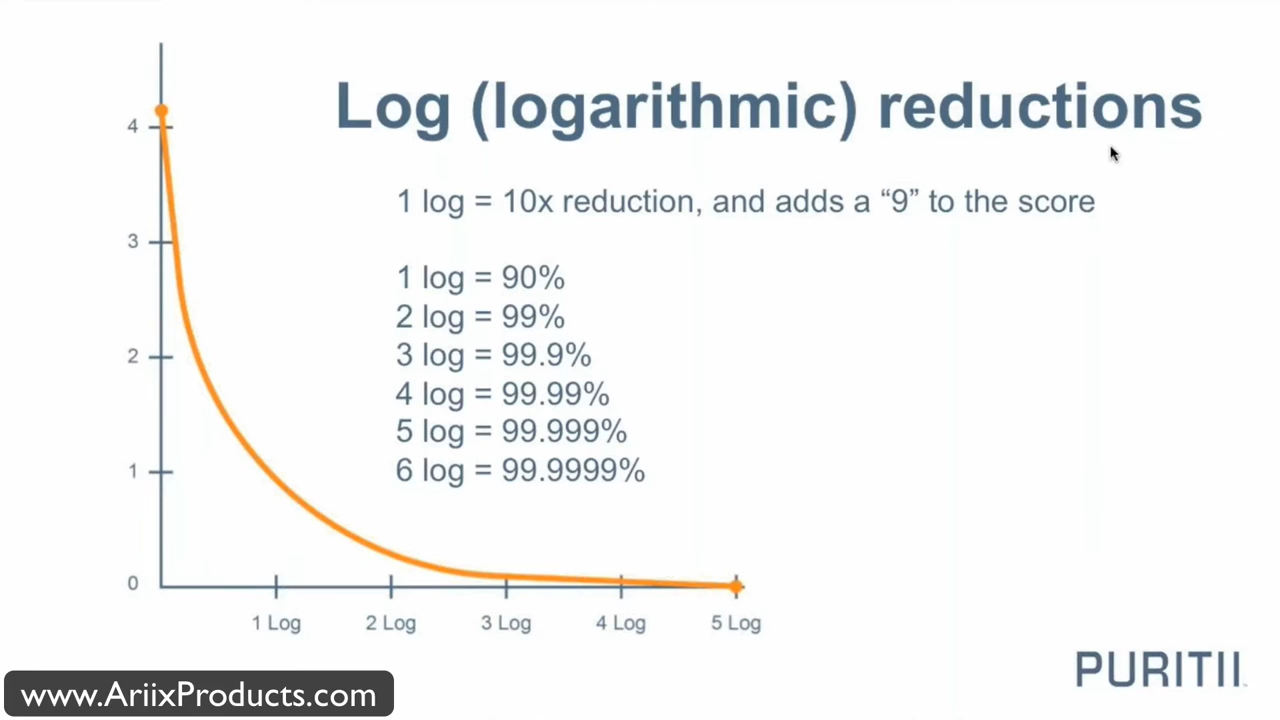 Log (logarithmic) reductions
1 log = 10x reduction, and adds a “9” to the score
1 log = 90%
2 log = 99%
3 log = 99.9%
4 log = 99.99%
5 log = 99.999%
6 log = 99.9999%
4
3
2
1
0
1 Log
2 Log
3 Log
4 Log
5 Log
PURITII
www.AriixProducts.com